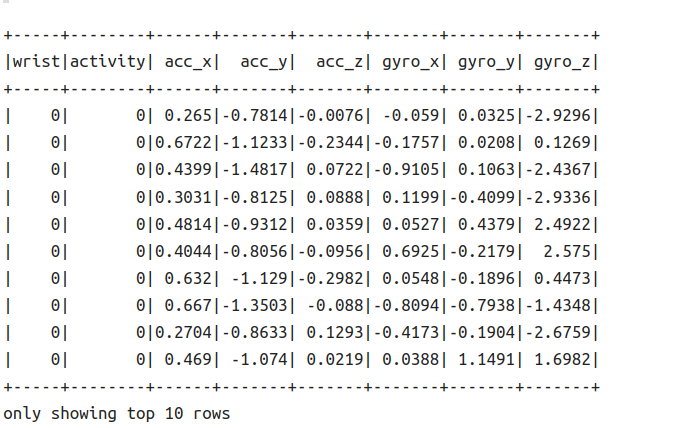 +-----+--------+------+-------+-------+-------+-------+-------+
|wrist|activity| acc_x|  acc_y|  acc_z| gyro_x| gyro_y| gyro_z|
+-----+--------+------+-------+-------+-------+-------+-------+
|    0|       0| 0.265|-0.7814|-0.0076| -0.059| 0.0325|-2.9296|
|    0|       0|0.6722|-1.1233|-0.2344|-0.1757| 0.0208| 0.1269|
|    0|       0|0.4399|-1.4817| 0.0722|-0.9105| 0.1063|-2.4367|
|    0|       0|0.3031|-0.8125| 0.0888| 0.1199|-0.4099|-2.9336|
|    0|       0|0.4814|-0.9312| 0.0359| 0.0527| 0.4379| 2.4922|
|    0|       0|0.4044|-0.8056|-0.0956| 0.6925|-0.2179|  2.575|
|    0|       0| 0.632| -1.129|-0.2982| 0.0548|-0.1896| 0.4473|
|    0|       0| 0.667|-1.3503| -0.088|-0.8094|-0.7938|-1.4348|
|    0|       0|0.2704|-0.8633| 0.1293|-0.4173|-0.1904|-2.6759|
|    0|       0| 0.469| -1.074| 0.0219| 0.0388| 1.1491| 1.6982|
+-----+--------+------+-------+-------+-------+-------+-------+
only showing top 10 rows